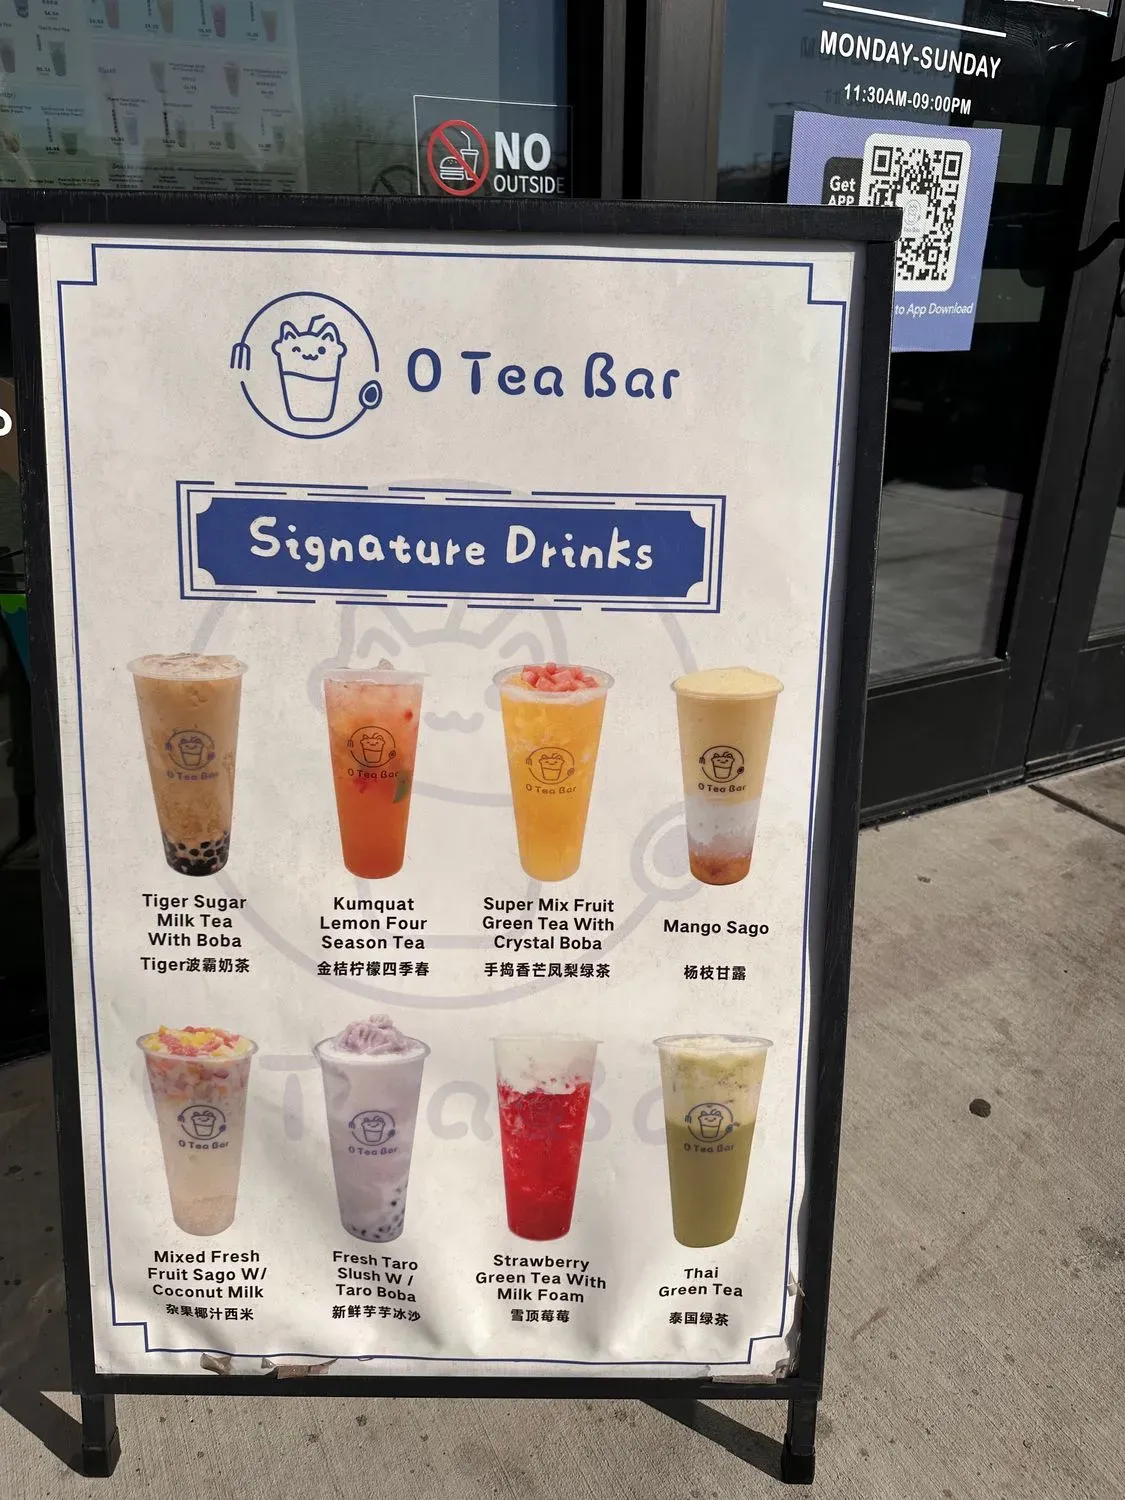 MONDAY-SUNDAY
11:30AM-09:00PM
NO
OUTSIDE
Get
APP
to App Download
O Tea Bar
Signature Drinks
O Tea Bar
O Tea Bar
O Tea Bar
O Tea Bar
Tiger Sugar
Milk Tea
With Boba
Tiger波霸奶茶
Kumquat
Lemon Four
Season Tea
金桔柠檬四季春
Super Mix Fruit
Green Tea With
Crystal Boba
手捣香芒凤梨绿茶
Mango Sago
杨枝甘露
O Tea Bar
O Tea Bar
O Tea Bar
Mixed Fresh
Fruit Sago W/
Coconut Milk
杂果椰汁西米
Fresh Taro
Slush W /
Taro Boba
新鲜芋芋冰沙
Strawberry
Green Tea With
Milk Foam
雪顶莓莓
Thai
Green Tea
泰国绿茶